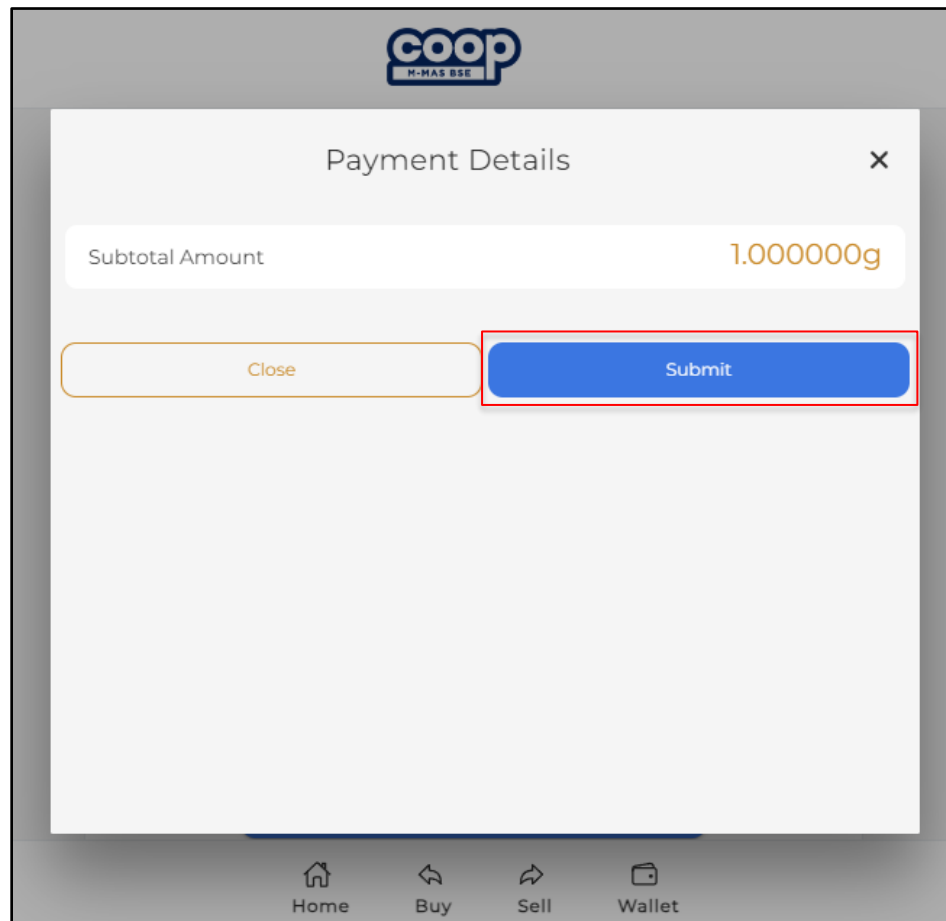 coop
M-MAS BSE
Payment Details
Subtotal Amount 1.000000g
Close Submit
Home Buy Sell Wallet